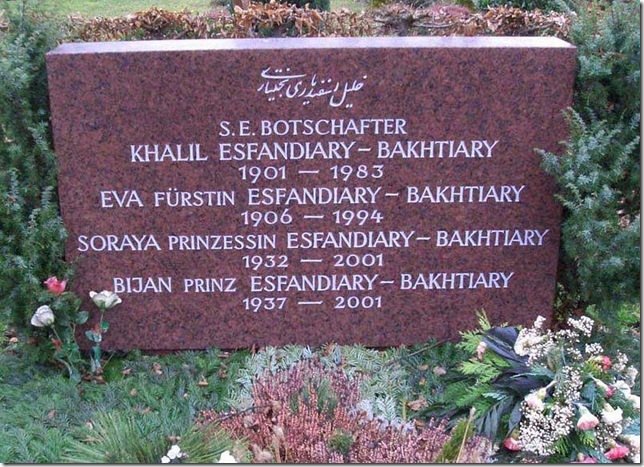 خلیل اسفندیاری بختیاری
S.E. BOTSCHAFTER
KHALIL ESFANDIARY – BAKHTIARY
1901 – 1983
EVA FÜRSTIN ESFANDIARY – BAKHTIARY
1906 – 1994
SORAYA PRINZESSIN ESFANDIARY – BAKHTIARY
1932 – 2001
BIJAN PRINZ ESFANDIARY – BAKHTIARY
1937 – 2001